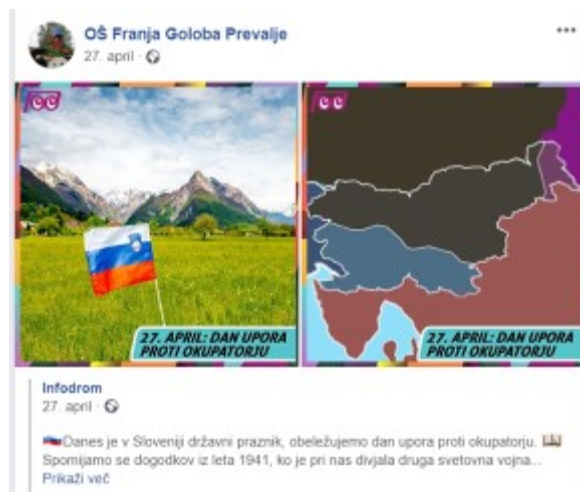 OŠ Franja Goloba Prevalje
27. april
27. APRIL: DAN UPORA
PROTI OKUPATORJU
27. APRIL: DAN UPORA
PROTI OKUPATORJU
Infodrom
27. april
Danes je v Sloveniji državni praznik, obeležujemo dan upora proti okupatorju.
Spomijamo se dogodkov iz leta 1941, ko je pri nas divjala druga svetovna vojna...
Prikaži več